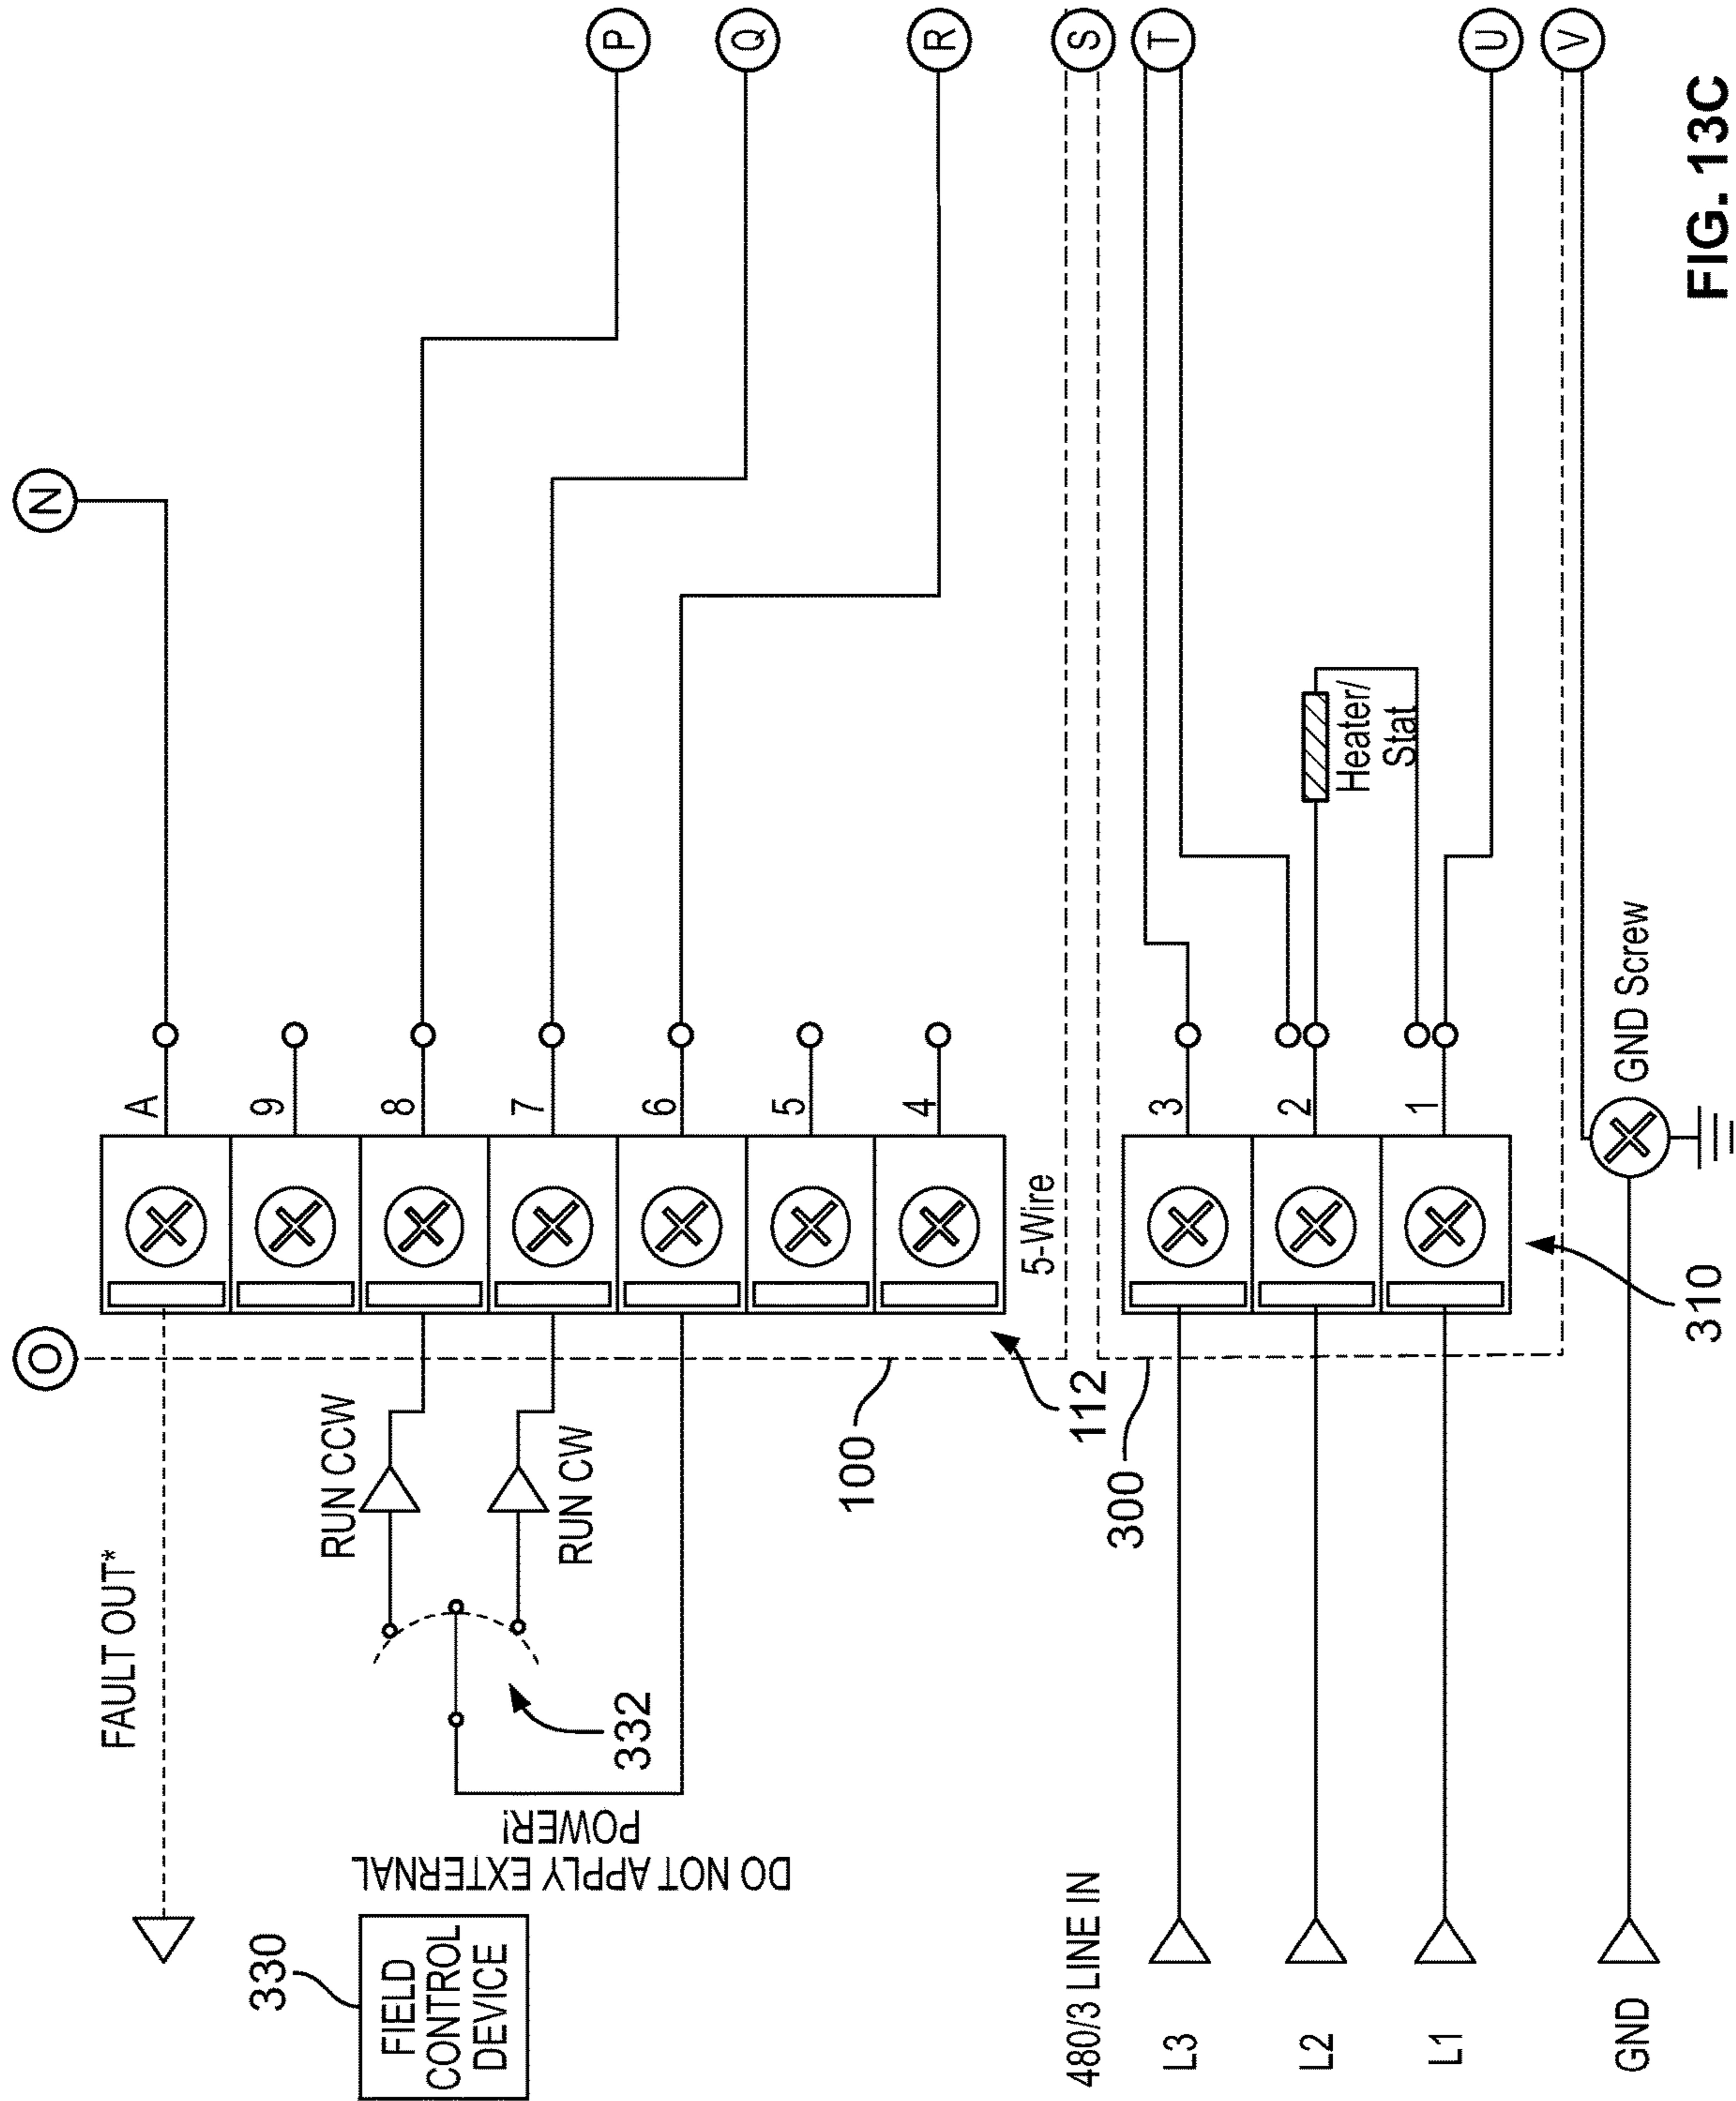 N
O
P
Q
R
S
T
U
V
FAULT OUT*
RUN CCW
RUN CW
A
9
8
7
6
5
4
5-Wire
330
FIELD
CONTROL
DEVICE
DO NOT APPLY EXTERNAL
POWER!
332
100
112
300
480/3 LINE IN
L3
L2
L1
GND
3
2
1
Heater/
Stat
310
GND Screw
FIG. 13C